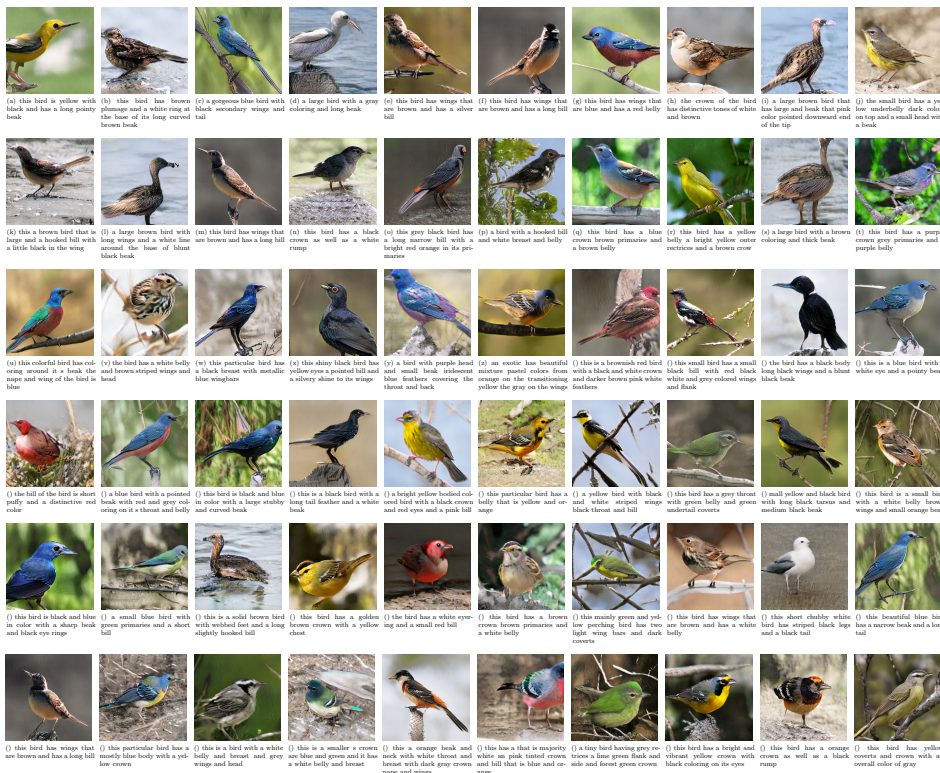 (a) this bird is yellow with
black and has a long pointy
beak
(b) this bird has brown
plumage and a white ring at
the base of its long curved
brown beak
(c) a gorgeous blue bird with
black secondary wings and
tail
(d) a large bird with a gray
coloring and long beak
(e) this bird has wings that
are brown and has a silver
bill
(f) this bird has wings that
are brown and has a long bill
(g) this bird has wings that
are blue and has a red belly
(h) the crown of the bird
has distinctive tones of white
and brown
(i) a large brown bird that
has large and beak that pink
color pointed downward end
of the tip
(j) the small bird has a ye
low underbelly dark colo
on top and a small head wit
a beak
(k) this a brown bird that is
large and a hooked bill with
a little black in the wing
(l) a large brown bird with
long wings and a white line
around the base of blunt
black beak
(m) this bird has wings that
are brown and has a long bill
(n) this bird has a black
crown as well as a white
rump
(o) this grey black bird has
a long narrow bill with a
bright red orange in its pri-
maries
(p) a bird with a hooked bill
and white breast and belly
(q) this bird has a blue
crown brown primaries and
a brown belly
(r) this bird has a yellow
belly a bright yellow outer
rectrices and a brown crow
(s) a large bird with a brown
coloring and thick beak
(t) this bird has a purp
crown grey primaries and
purple belly
(u) this colorful bird has col-
oring around it s beak the
nape and wing of the bird is
blue
(v) the bird has a white belly
and brown striped wings and
head
(w) this particular bird has
a black breast with metallic
blue wingbars
(x) this shiny black bird has
yellow eyes a pointed bill and
a silvery shine to its wings
(y) a bird with purple head
and small beak iridescent
blue feathers covering the
throat and back
(z) an exotic has beautiful
mixture pastel colors from
orange on the transitioning
yellow the gray on the wings
() this is a brownish red bird
with a black and white crown
and darker brown pink white
feathers
() this small bird has a small
black bill with red black
white and grey colored wings
and flank
() the bird has a black body
long black wings and a blunt
black beak
() this is a blue bird with
white eye and a pointy bea
() the bill of the bird is short
puffy and a distinctive red
color
() a blue bird with a pointed
beak with red and grey col-
oring on it s throat and belly
() this bird is black and blue
in color with a large stubby
and curved beak
() this is a black bird with a
long tail feather and a white
beak
() a bright yellow bodied col-
ored bird with a black crown
and red eyes and a pink bill
() this particular bird has a
belly that is yellow and or-
ange
() a yellow bird with black
and white striped wings
black throat and bill
() this bird has a grey throat
with green belly and green
undertail coverts
() mall yellow and black bird
with long black tarsus and
medium black beak
() this bird is a small bir
with a white belly brow
wings and small orange bea
() this bird is black and blue
in color with a sharp beak
and black eye rings
() a small blue bird with
green primaries and a short
bill
() this is a solid brown bird
with webbed feet and a long
slightly hooked bill
() this bird has a golden
brown crown with a yellow
chest
() the bird has a white eyer-
ing and a small red bill
() this bird has a brown
crown brown primaries and
a white belly
() this mainly green and yel-
low perching bird has two
light wing bars and dark
coverts
() this bird has wings that
are brown and has a white
belly
() this short chubby white
bird has striped black legs
and a black tail
() this beautiful blue bir
has a narrow beak and a lon
tail
() this bird has wings that
are brown and has a long bill
() this particular bird has a
mostly blue body with a yel-
low crown
() this is a bird with a white
belly and breast and grey
wings and head
() this is a smaller s crown
are blue and green and it has
a white belly and breast
() this a orange beak and
neck with white throat and
breast with dark gray crown
nape and wings
() this has a that is majority
white an pink tinted crown
and bill that is blue and or-
ange
() a tiny bird having grey re-
trices a lime green flank and
side and forest green crown
() this bird has a bright and
vibrant yellow crown with
black coloring on its eyes
() this bird has a orange
crown as well as a black
rump
() this bird has yellow
coverts and crown with a
overall color of gray